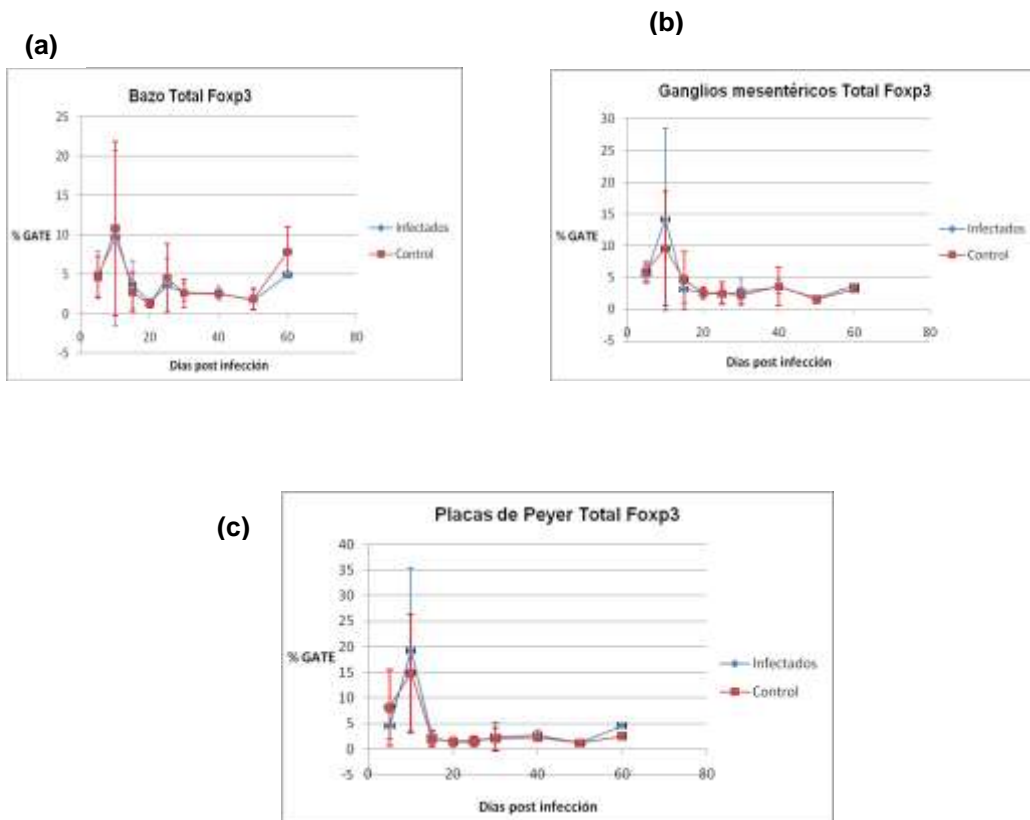 (a)
Bazo Total Foxp3
25
20
15
10
5
0
-5
% GATE
0 20 40 60 80
Días post infección
Infectados
Control
(b)
Ganglios mesentéricos Total Foxp3
30
25
20
15
10
5
0
-5
% GATE
0 20 40 60 80
Días post infección
Infectados
Control
(c)
Placas de Peyer Total Foxp3
40
35
30
25
20
15
10
5
0
-5
% GATE
0 20 40 60 80
Días post infección
Infectados
Control